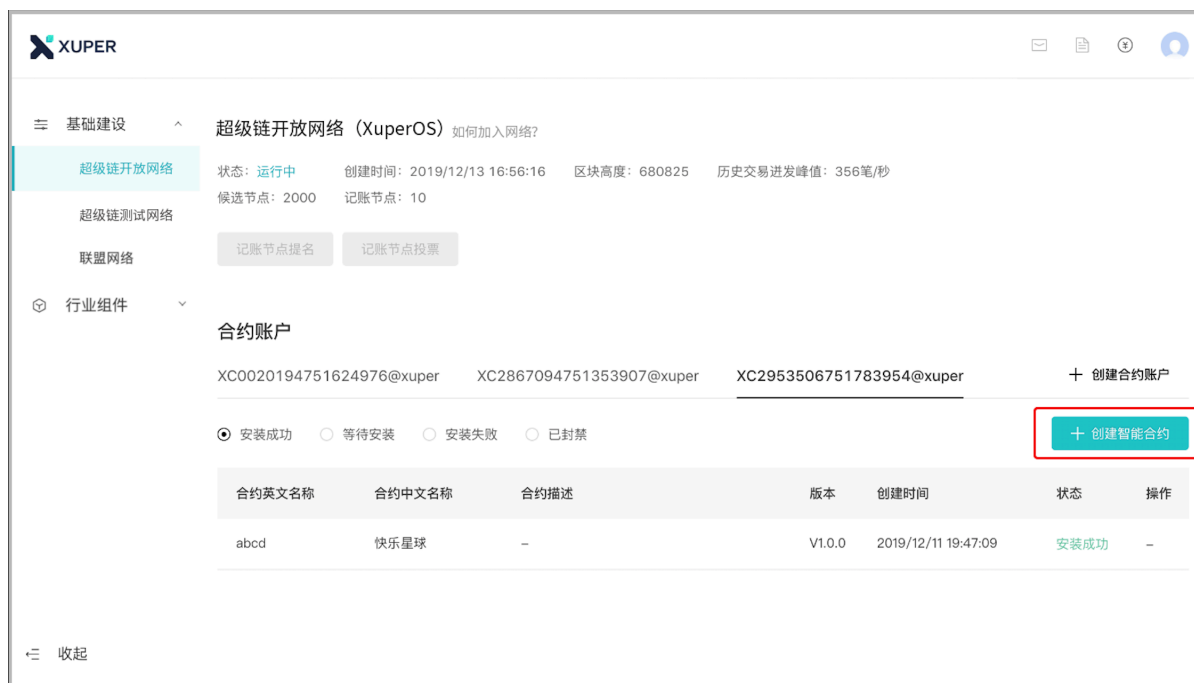 XUPER
基础建设
超级链开放网络
超级链测试网络
联盟网络
行业组件
收起
超级链开放网络（XuperOS） 如何加入网络?
状态：运行中 创建时间：2019/12/13 16:56:16 区块高度：680825 历史交易迸发峰值：356笔/秒
候选节点：2000 记账节点：10
记账节点提名 记账节点投票
合约账户
XC0020194751624976@xuper XC2867094751353907@xuper XC2953506751783954@xuper + 创建合约账户
安装成功 等待安装 安装失败 已封禁 + 创建智能合约
合约英文名称 合约中文名称 合约描述 版本 创建时间 状态 操作
abcd 快乐星球 – V1.0.0 2019/12/11 19:47:09 安装成功 –